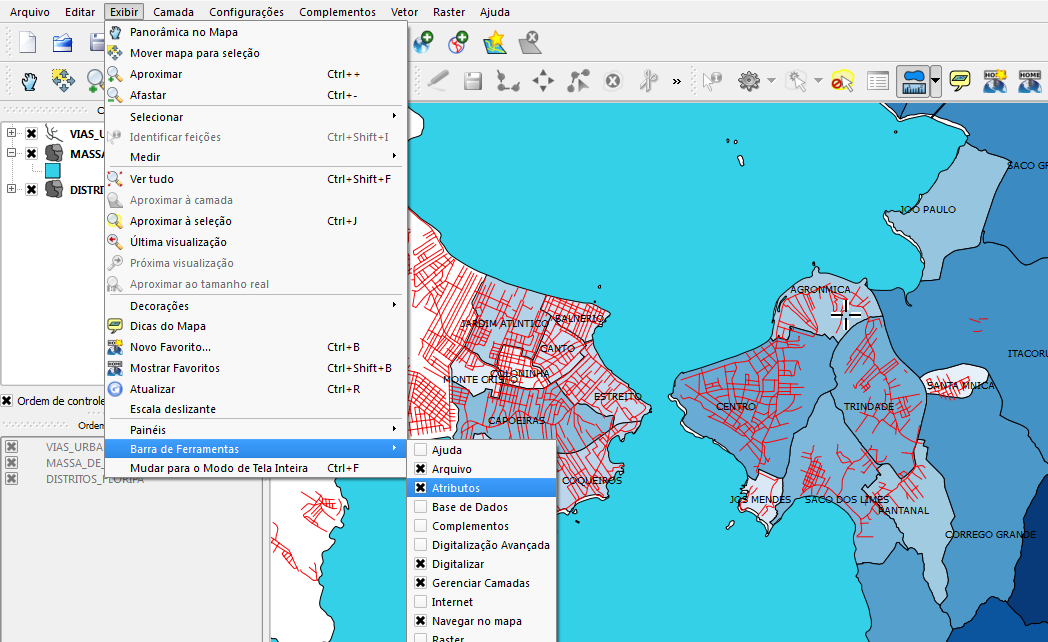 Arquivo Editar Exibir Camada Configurações Complementos Vetor Raster Ajuda
Panorâmica no Mapa
Mover mapa para seleção
Aproximar Ctrl++
Afastar Ctrl+-
Selecionar
Identificar feições Ctrl+Shift+I
Medir
Ver tudo Ctrl+Shift+F
Aproximar à camada
Aproximar à seleção Ctrl+J
Última visualização
Próxima visualização
Aproximar ao tamanho real
Decorações
Dicas do Mapa
Novo Favorito... Ctrl+B
Mostrar Favoritos Ctrl+Shift+B
Atualizar Ctrl+R
Escala deslizante
Painéis
Barra de Ferramentas
Mudar para o Modo de Tela Inteira Ctrl+F
Ajuda
Arquivo
Atributos
Base de Dados
Complementos
Digitalização Avançada
Digitalizar
Gerenciar Camadas
Internet
Navegar no mapa
Raster
C
VIAS_U
MASSA
DISTRI
Ordem de controle
Ordem
VIAS_URBA
MASSA_DE_
DISTRITOS_FLORIPA
HOME
SACO GR
JOO PAULO
AGRONMICA
JARDIM ATLNTICO
BALNERIO
CANTO
COLONINHA
MONTE CRISTO
ITACORU
SANTA MNICA
ESTREITO
CENTRO
TRINDADE
CAPOEIRAS
COQUEIROS
JOS MENDES
SACO DOS LIMES
PANTANAL
CORREGO GRANDE